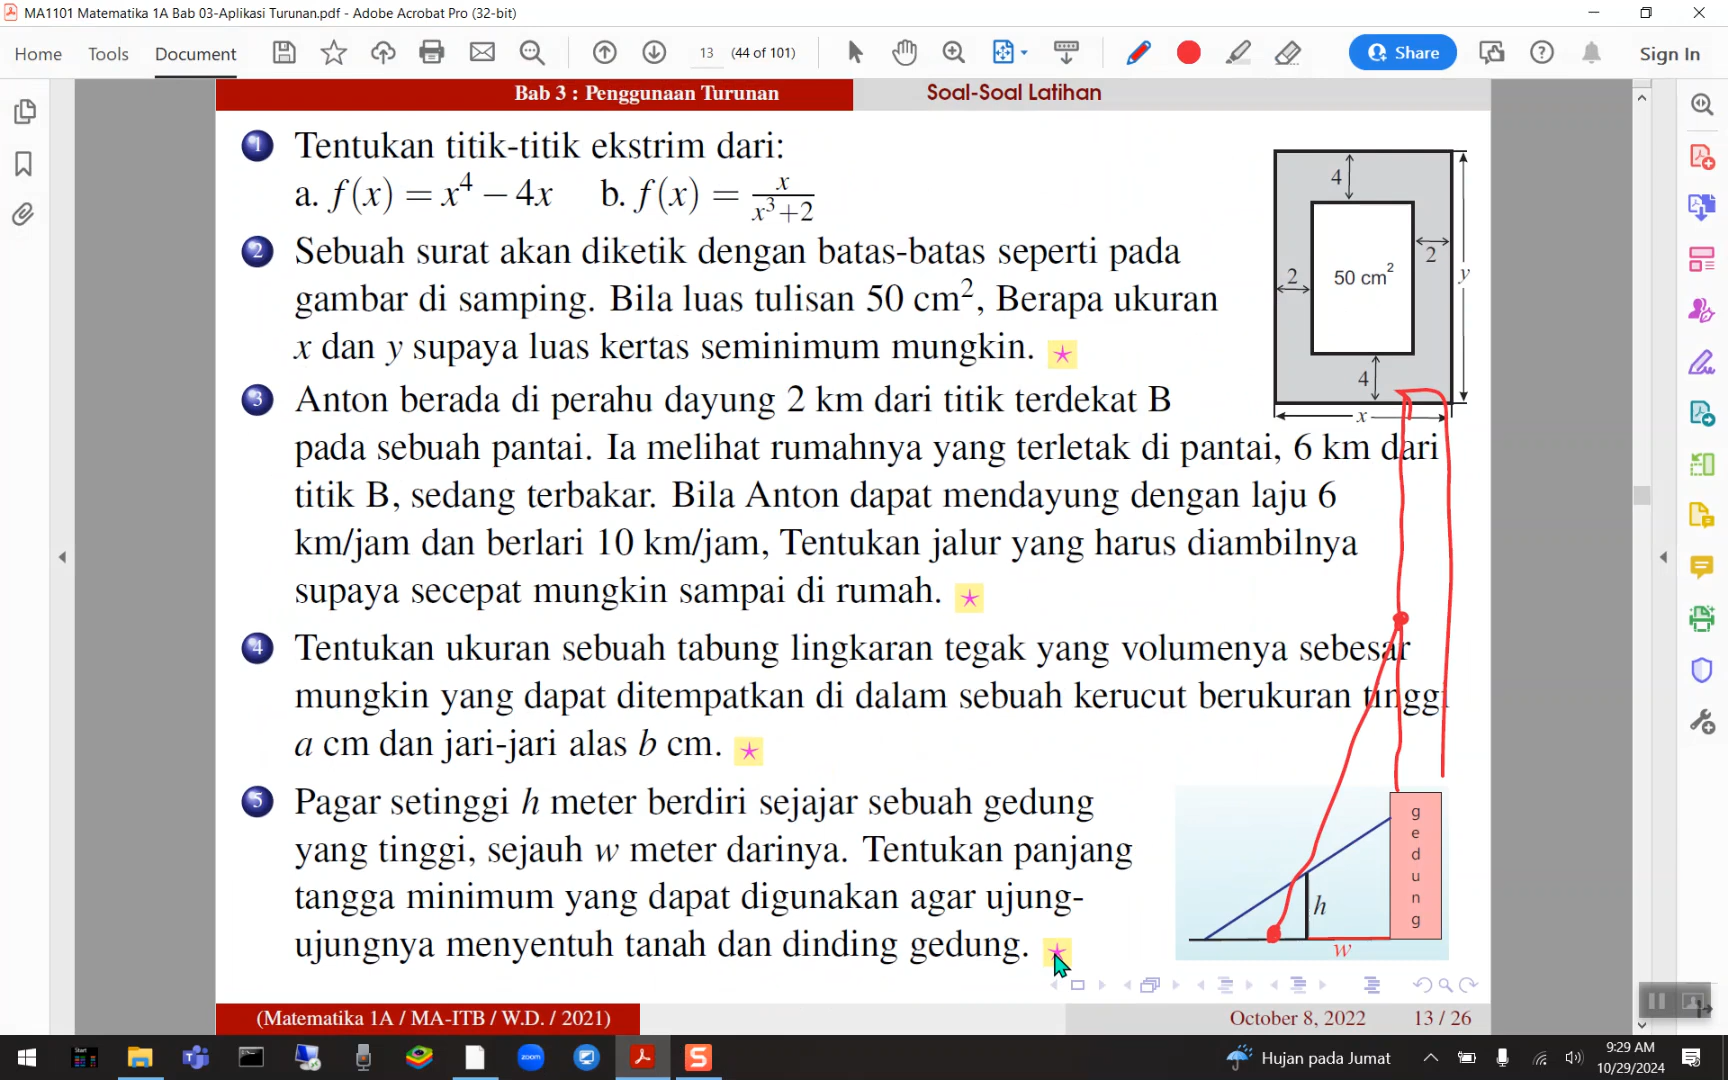 MA1101 Matematika 1A Bab 03-Aplikasi Turunan.pdf - Adobe Acrobat Pro (32-bit)
Home Tools Document 13 (44 of 101) Share Sign In
Bab 3 : Penggunaan Turunan Soal-Soal Latihan
1 Tentukan titik-titik ekstrim dari:
a. f(x) = x⁴ − 4x b. f(x) = x/(x³+2)
2 Sebuah surat akan diketik dengan batas-batas seperti pada
gambar di samping. Bila luas tulisan 50 cm², Berapa ukuran
x dan y supaya luas kertas seminimum mungkin.
4
2
2
50 cm²
y
4
x
3 Anton berada di perahu dayung 2 km dari titik terdekat B
pada sebuah pantai. Ia melihat rumahnya yang terletak di pantai, 6 km dari
titik B, sedang terbakar. Bila Anton dapat mendayung dengan laju 6
km/jam dan berlari 10 km/jam, Tentukan jalur yang harus diambilnya
supaya secepat mungkin sampai di rumah.
4 Tentukan ukuran sebuah tabung lingkaran tegak yang volumenya sebesar
mungkin yang dapat ditempatkan di dalam sebuah kerucut berukuran tinggi
a cm dan jari-jari alas b cm.
5 Pagar setinggi h meter berdiri sejajar sebuah gedung
yang tinggi, sejauh w meter darinya. Tentukan panjang
tangga minimum yang dapat digunakan agar ujung-
ujungnya menyentuh tanah dan dinding gedung.
g
e
d
u
n
g
h
w
(Matematika 1A / MA-ITB / W.D. / 2021) October 8, 2022 13 / 26
Start zoom S Hujan pada Jumat 9:29 AM
10/29/2024